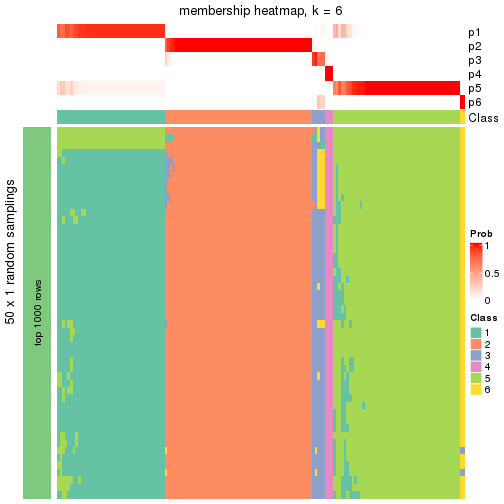 membership heatmap, k = 6
p1
p2
p3
p4
p5
p6
Class
50 x 1 random samplings
top 1000 rows
Prob
1
0.5
0
Class
1
2
3
4
5
6